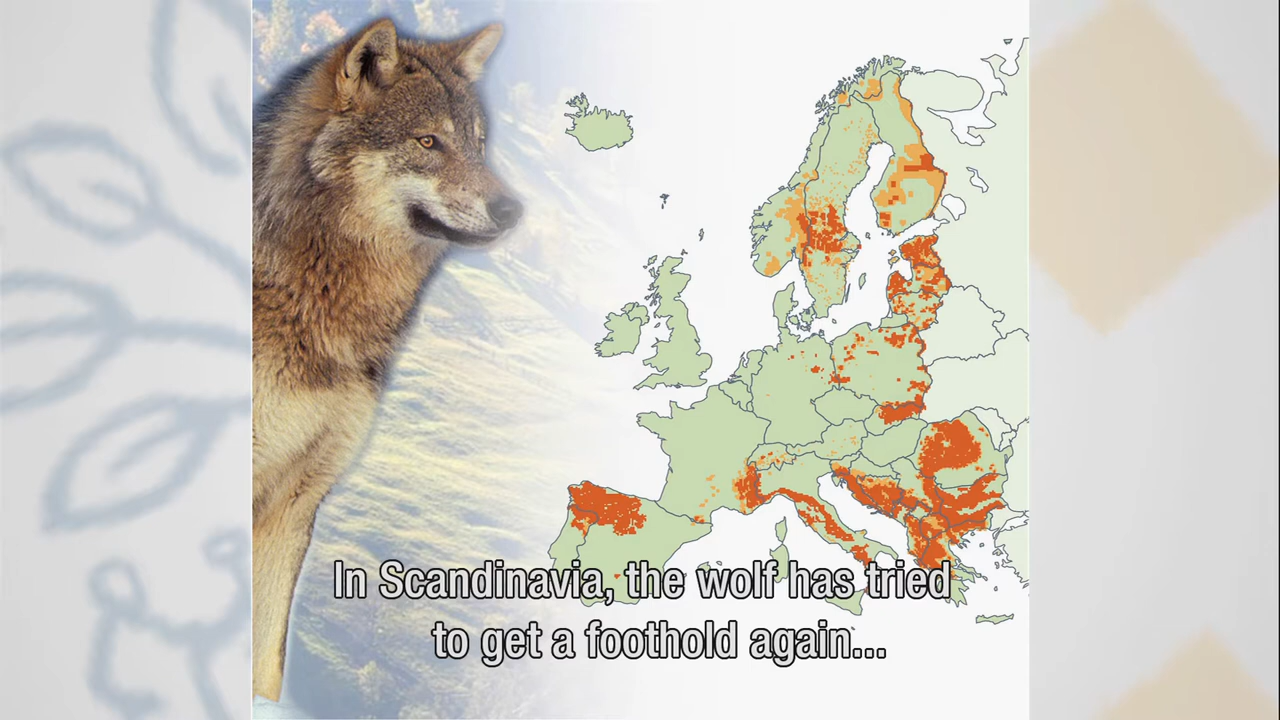 In Scandinavia, the wolf has tried
to get a foothold again...